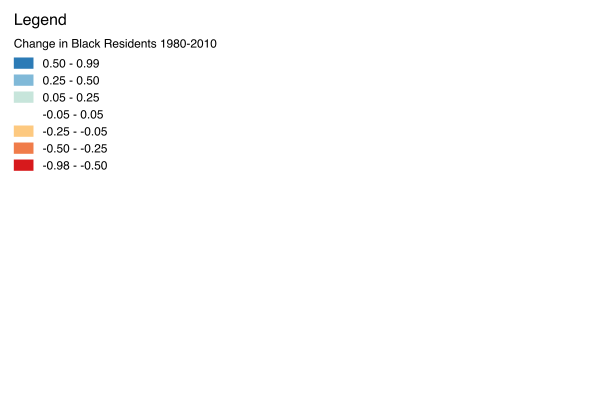 Legend
Change in Black Residents 1980-2010
0.50 - 0.99
0.25 - 0.50
0.05 - 0.25
-0.05 - 0.05
-0.25 - -0.05
-0.50 - -0.25
-0.98 - -0.50